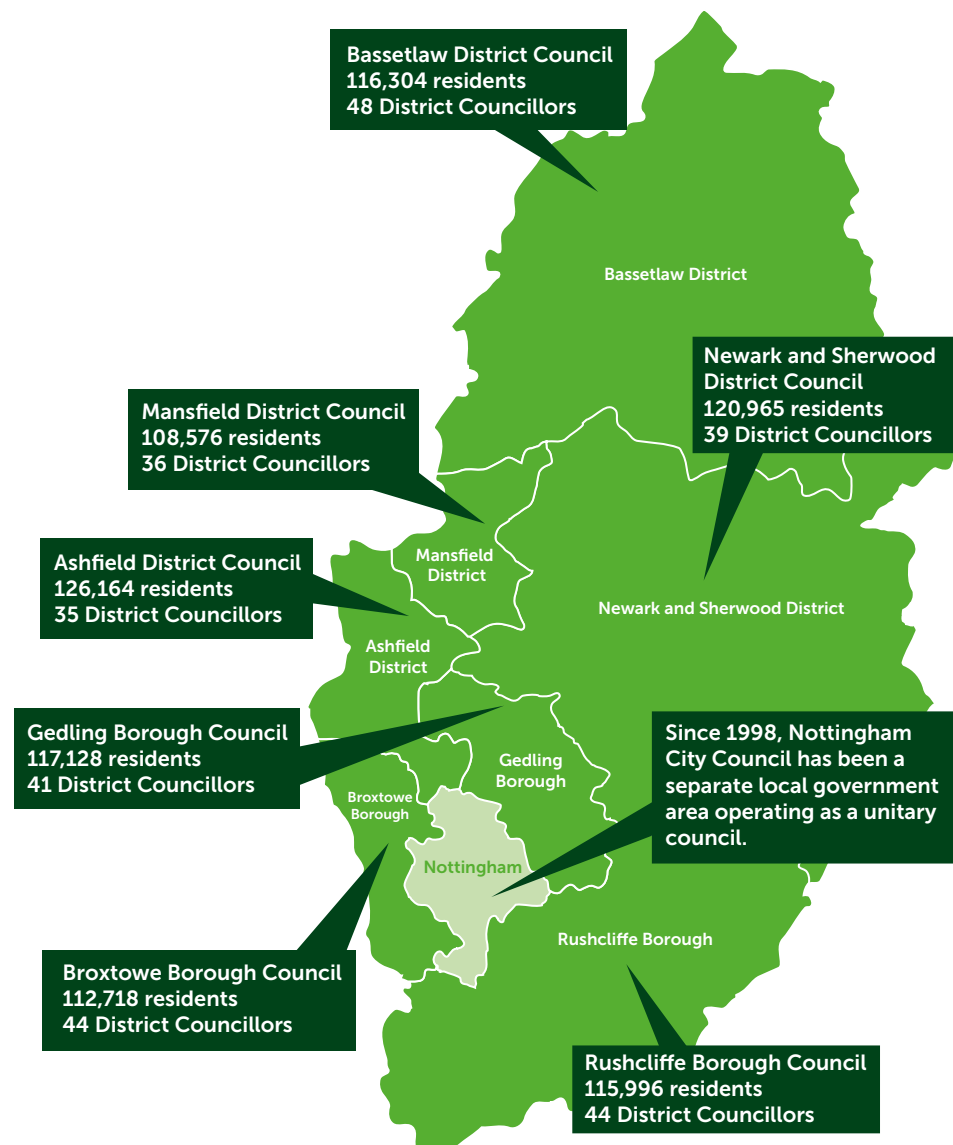 Bassetlaw District Council
116,304 residents
48 District Councillors
Bassetlaw District
Newark and Sherwood
District Council
120,965 residents
39 District Councillors
Mansfield District Council
108,576 residents
36 District Councillors
Mansfield
District
Ashfield District Council
126,164 residents
35 District Councillors
Newark and Sherwood District
Ashfield
District
Gedling Borough Council
117,128 residents
41 District Councillors
Gedling
Borough
Since 1998, Nottingham
City Council has been a
separate local government
area operating as a unitary
council.
Broxtowe
Borough
Nottingham
Rushcliffe Borough
Broxtowe Borough Council
112,718 residents
44 District Councillors
Rushcliffe Borough Council
115,996 residents
44 District Councillors